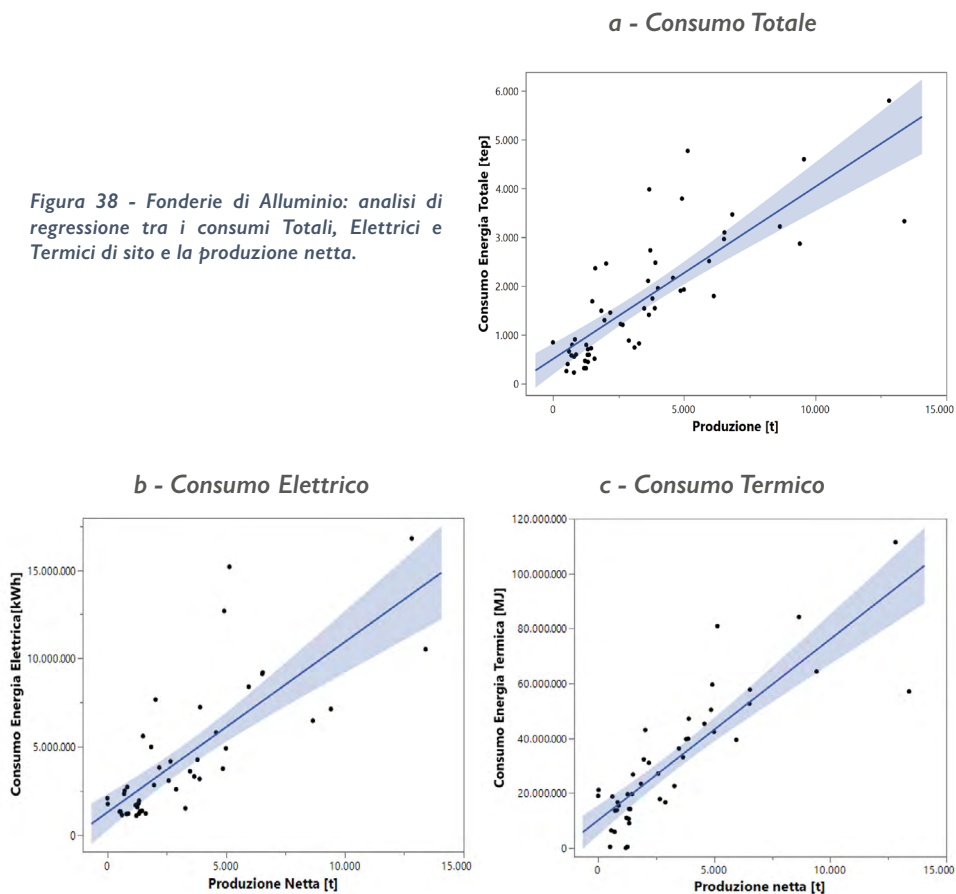 a - Consumo Totale
6.000
5.000
4.000
3.000
2.000
1.000
0
Consumo Energia Totale [tep]
0 5.000 10.000 15.000
Produzione [t]
Figura 38 - Fonderie di Alluminio: analisi di
regressione tra i consumi Totali, Elettrici e
Termici di sito e la produzione netta.
b - Consumo Elettrico
15.000.000
10.000.000
5.000.000
0
Consumo Energia Elettrica[kWh]
0 5.000 10.000 15.000
Produzione Netta [t]
c - Consumo Termico
120.000.000
100.000.000
80.000.000
60.000.000
40.000.000
20.000.000
0
Consumo Energia Termica [MJ]
0 5.000 10.000 15.000
Produzione netta [t]